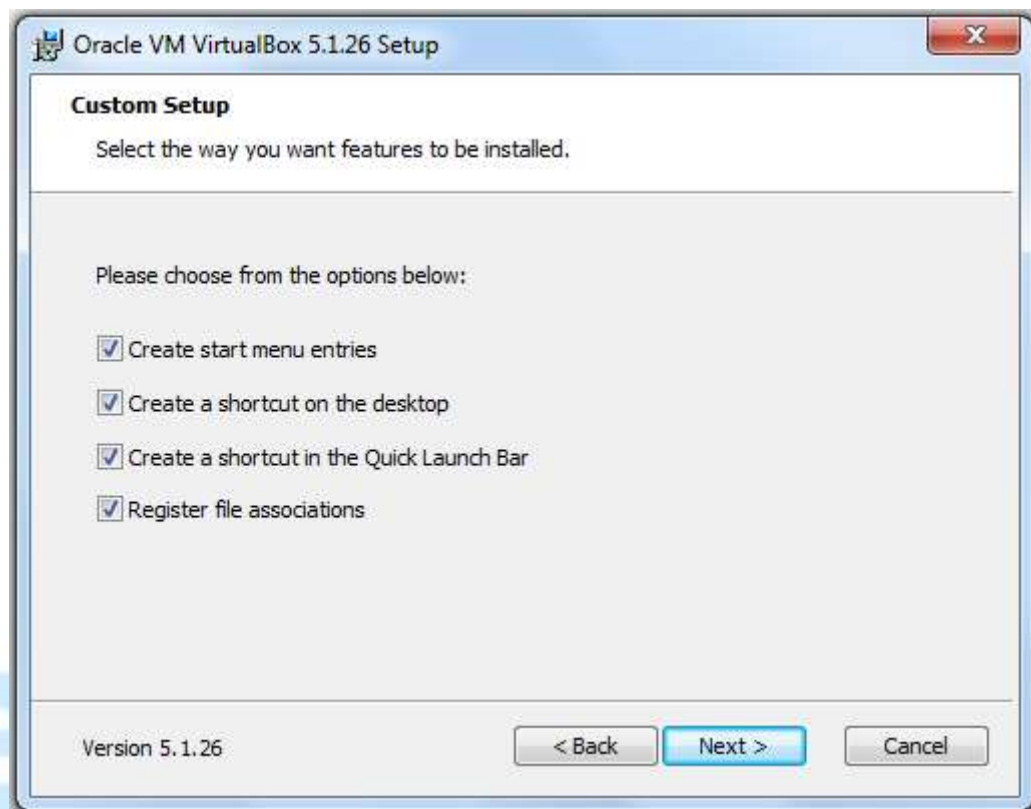 Oracle VM VirtualBox 5.1.26 Setup
Custom Setup
Select the way you want features to be installed.
Please choose from the options below:
Create start menu entries
Create a shortcut on the desktop
Create a shortcut in the Quick Launch Bar
Register file associations
Version 5.1.26
< Back
Next >
Cancel